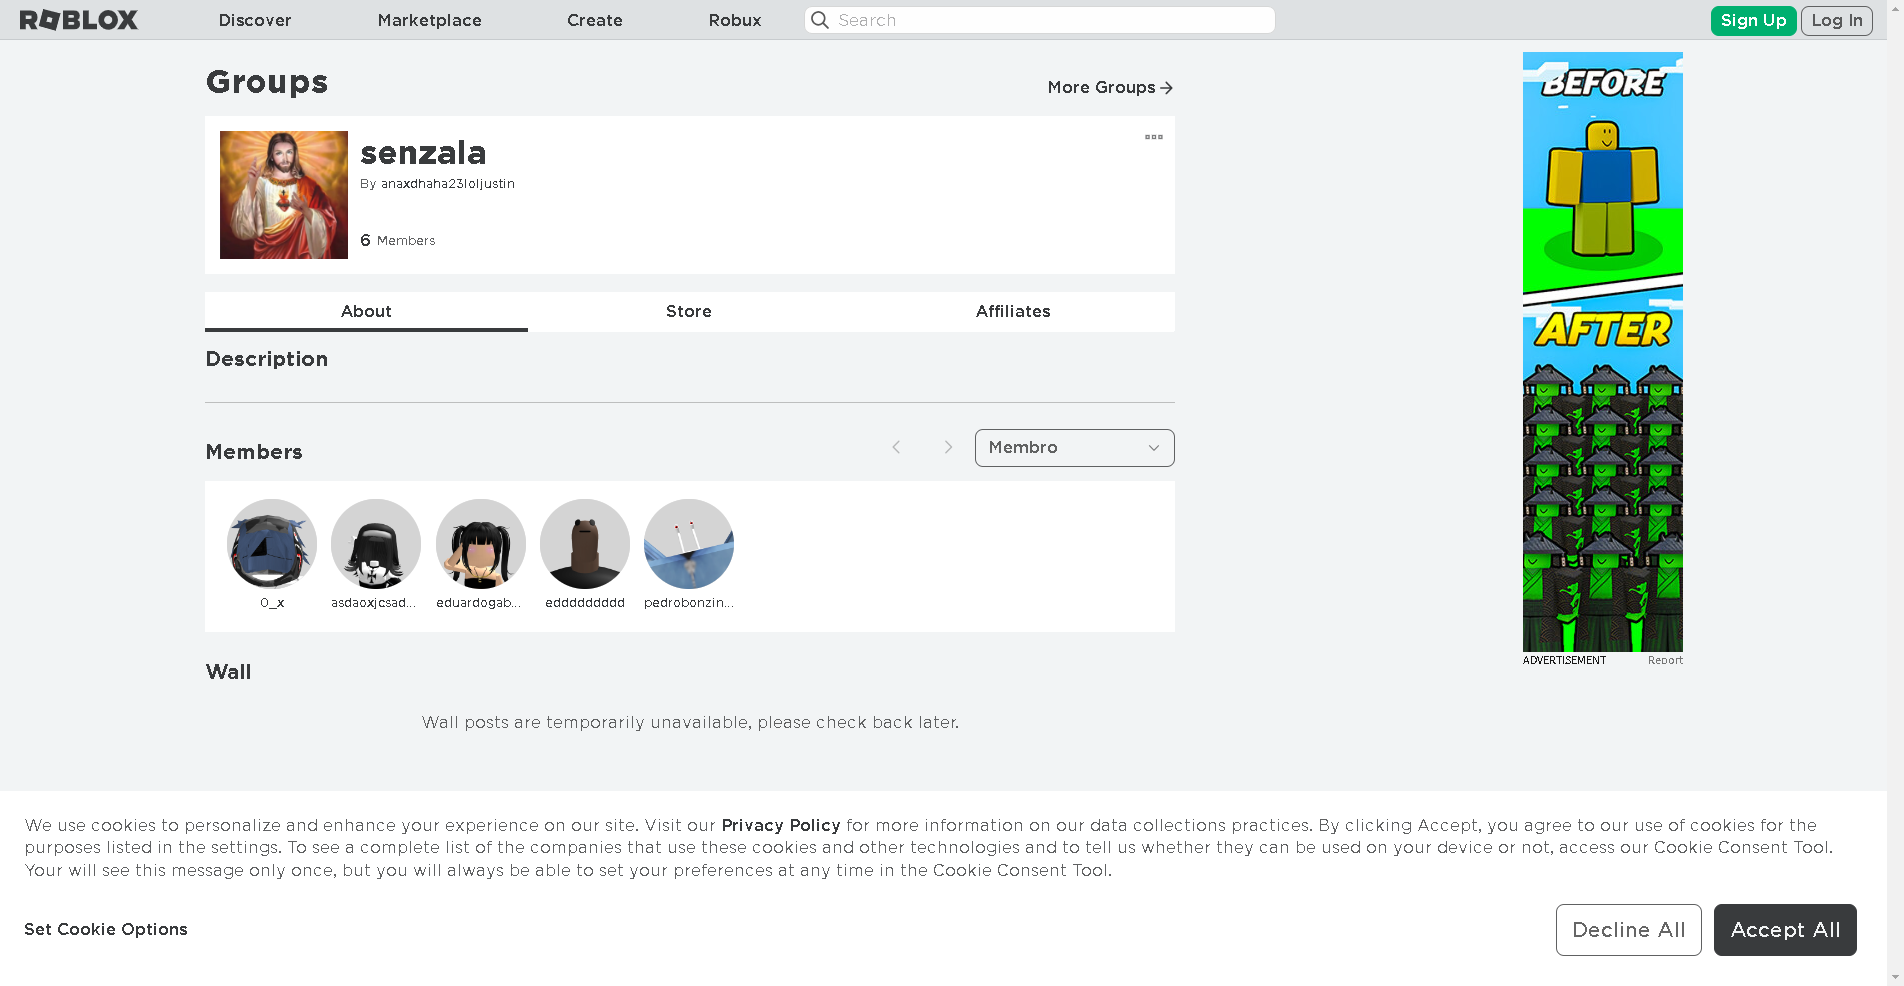 ROBLOX
Discover
Marketplace
Create
Robux
Search
Sign Up
Log In
Groups
More Groups
senzala
By anaxdhaha23loljustin
6 Members
About
Store
Affiliates
Description
Members
Membro
0_x
asdaoxjcsad...
eduardogab...
eddddddddd
pedrobonzin...
Wall
Wall posts are temporarily unavailable, please check back later.
BEFORE
AFTER
ADVERTISEMENT
Report
We use cookies to personalize and enhance your experience on our site. Visit our Privacy Policy for more information on our data collections practices. By clicking Accept, you agree to our use of cookies for the
purposes listed in the settings. To see a complete list of the companies that use these cookies and other technologies and to tell us whether they can be used on your device or not, access our Cookie Consent Tool.
Your will see this message only once, but you will always be able to set your preferences at any time in the Cookie Consent Tool.
Set Cookie Options
Decline All
Accept All